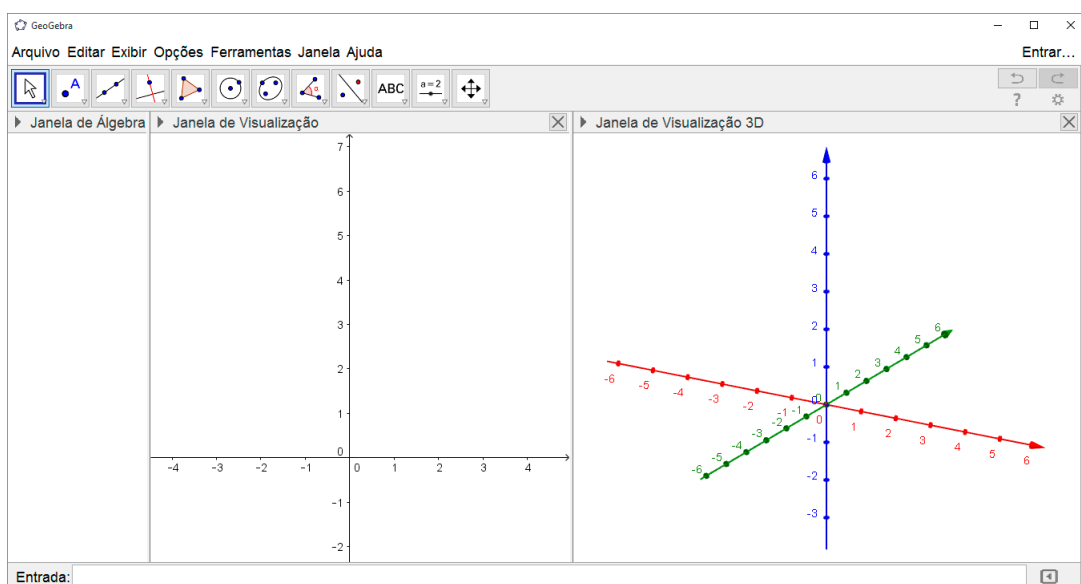 GeoGebra
Arquivo Editar Exibir Opções Ferramentas Janela Ajuda Entrar...
A α ABC a=2 ?
Janela de Álgebra Janela de Visualização Janela de Visualização 3D
7
6
5
4
3
2
1
0
-4 -3 -2 -1 0 1 2 3 4
-1
-2
6
5
4
3
2
1
0
-1
-2
-3
-6 -5 -4 -3 -2 -1 0 1 2 3 4 5 6
-6 -5 -4 -3 -2 -1 0 1 2 3 4 5 6
Entrada: